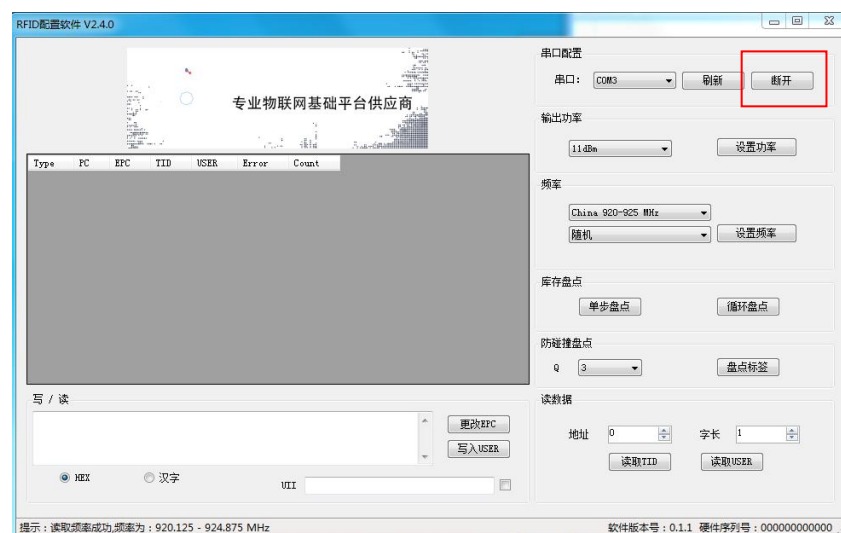 RFID配置软件 V2.4.0
专业物联网基础平台供应商
Type PC EPC TID USER Error Count
串口配置
串口: COM3 刷新 断开
输出功率
11dBm 设置功率
频率
China 920-925 MHz
随机 设置频率
库存盘点
单步盘点 循环盘点
防碰撞盘点
Q 3 盘点标签
写 / 读
更改EPC
写入USER
HEX 汉字
UII
读数据
地址 0 字长 1
读取TID 读取USER
提示：读取频率成功,频率为：920.125 - 924.875 MHz
软件版本号：0.1.1 硬件序列号：000000000000